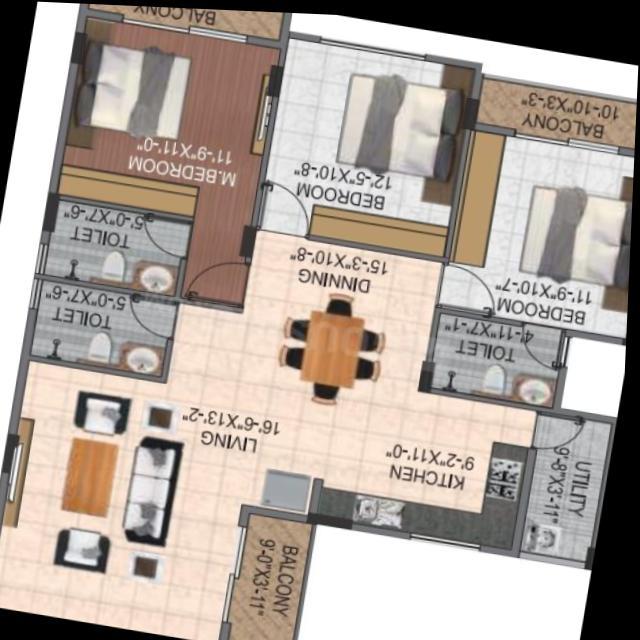 BALCONY
M.BEDROOM
11'-9"X11'-0"
BEDROOM
12'-5"X10'-8"
BALCONY
10'-10"X3'-3"
BEDROOM
11'-9"X10'-7"
TOILET
5'-0"X7'-6"
TOILET
5'-0"X7'-6"
DINNING
15'-3"X10'-8"
TOILET
4'-11"X7'-1"
LIVING
16'-6"X13'-2"
KITCHEN
9'-2"X11'-0"
UTILITY
9'-8"X3'-11"
BALCONY
9'-0"X3'-11"